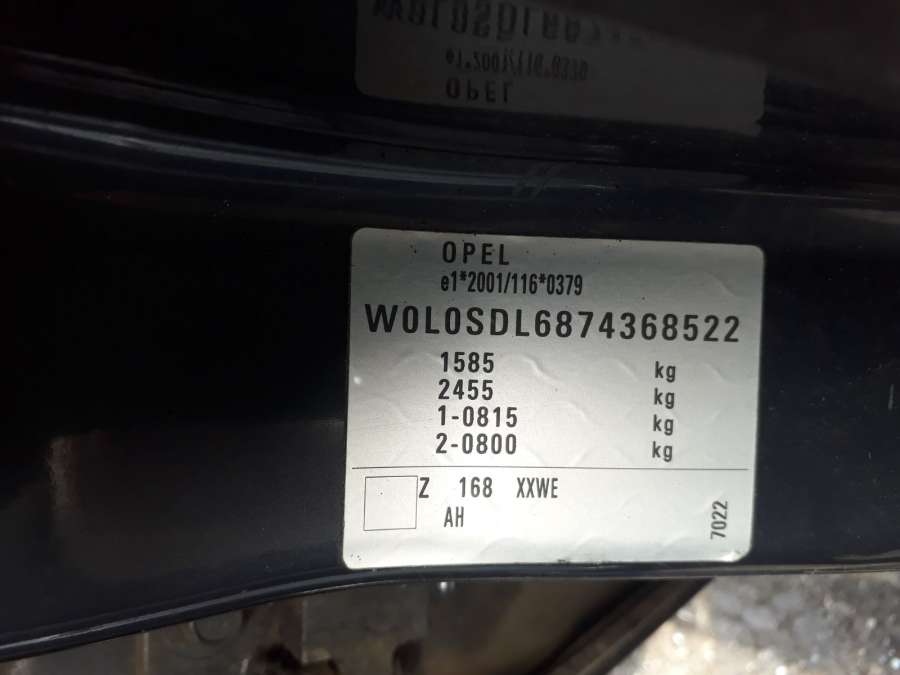 OPEL
e1*2001/116*0379
W0L0SDL6874368522
1585 kg
2455 kg
1-0815 kg
2-0800 kg
Z 168 XXWE
AH
7022